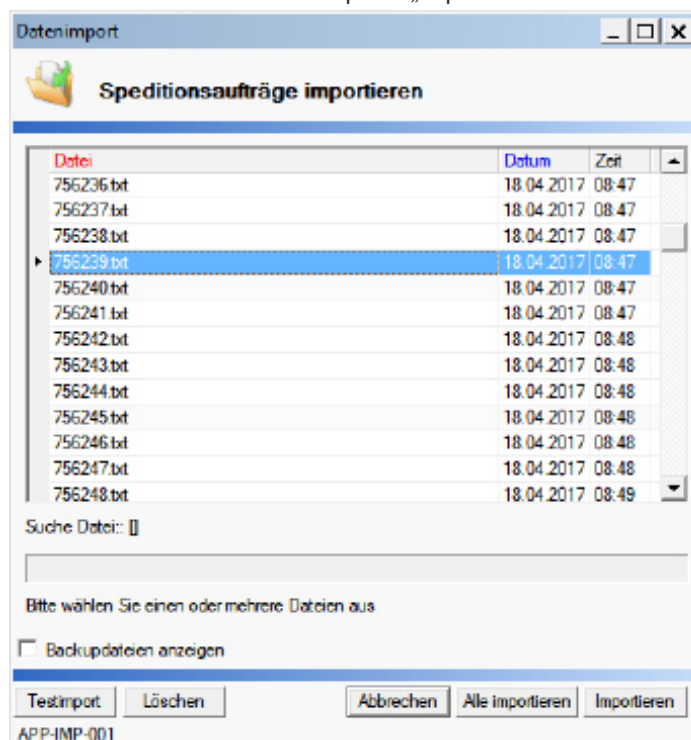 Datenimport
Speditionsaufträge importieren
Datei Datum Zeit
756236.txt 18.04.2017 08:47
756237.txt 18.04.2017 08:47
756238.txt 18.04.2017 08:47
756239.txt 18.04.2017 08:47
756240.txt 18.04.2017 08:47
756241.txt 18.04.2017 08:47
756242.txt 18.04.2017 08:48
756243.txt 18.04.2017 08:48
756244.txt 18.04.2017 08:48
756245.txt 18.04.2017 08:48
756246.txt 18.04.2017 08:48
756247.txt 18.04.2017 08:48
756248.txt 18.04.2017 08:49
Suche Datei:: []
Bitte wählen Sie einen oder mehrere Dateien aus
Backupdateien anzeigen
Testimport Löschen Abbrechen Alle importieren Importieren
APP-IMP-001